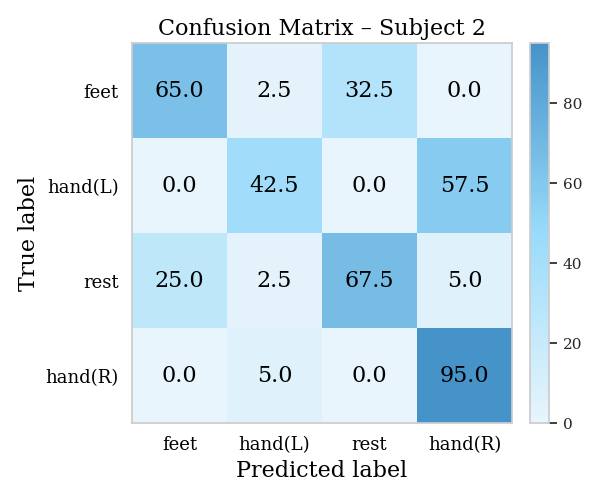 Confusion Matrix – Subject 2
feet 65.0 2.5 32.5 0.0
hand(L) 0.0 42.5 0.0 57.5
rest 25.0 2.5 67.5 5.0
hand(R) 0.0 5.0 0.0 95.0
feet hand(L) rest hand(R)
Predicted label
True label
80
60
40
20
0